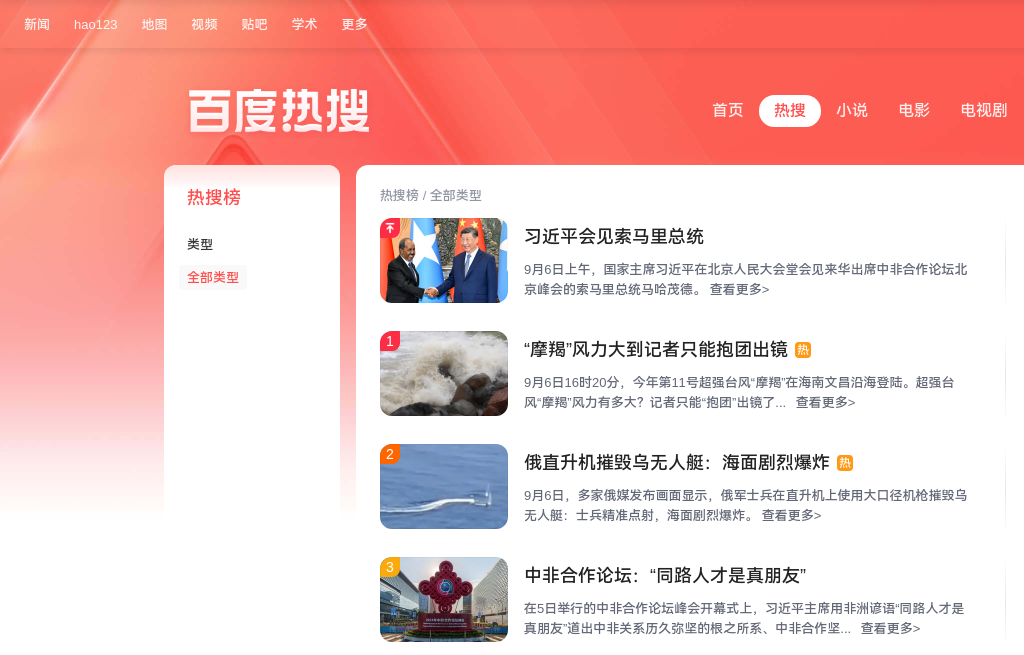 新闻 hao123 地图 视频 贴吧 学术 更多
百度热搜
首页 热搜 小说 电影 电视剧
热搜榜
类型
全部类型
热搜榜 / 全部类型
习近平会见索马里总统
9月6日上午，国家主席习近平在北京人民大会堂会见来华出席中非合作论坛北
京峰会的索马里总统马哈茂德。 查看更多>
1
“摩羯”风力大到记者只能抱团出镜 热
9月6日16时20分，今年第11号超强台风“摩羯”在海南文昌沿海登陆。超强台
风“摩羯”风力有多大？记者只能“抱团”出镜了... 查看更多>
2
俄直升机摧毁乌无人艇：海面剧烈爆炸 热
9月6日，多家俄媒发布画面显示，俄军士兵在直升机上使用大口径机枪摧毁乌
无人艇：士兵精准点射，海面剧烈爆炸。 查看更多>
3
中非合作论坛：“同路人才是真朋友”
在5日举行的中非合作论坛峰会开幕式上，习近平主席用非洲谚语“同路人才是
真朋友”道出中非关系历久弥坚的根之所系、中非合作坚... 查看更多>